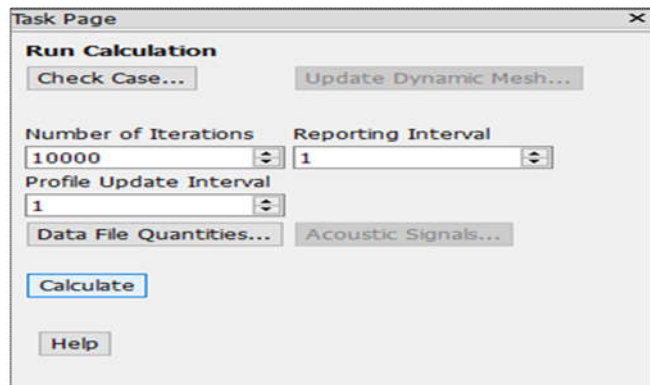 Task Page
Run Calculation
Check Case... Update Dynamic Mesh...
Number of Iterations Reporting Interval
10000 1
Profile Update Interval
1
Data File Quantities... Acoustic Signals...
Calculate
Help